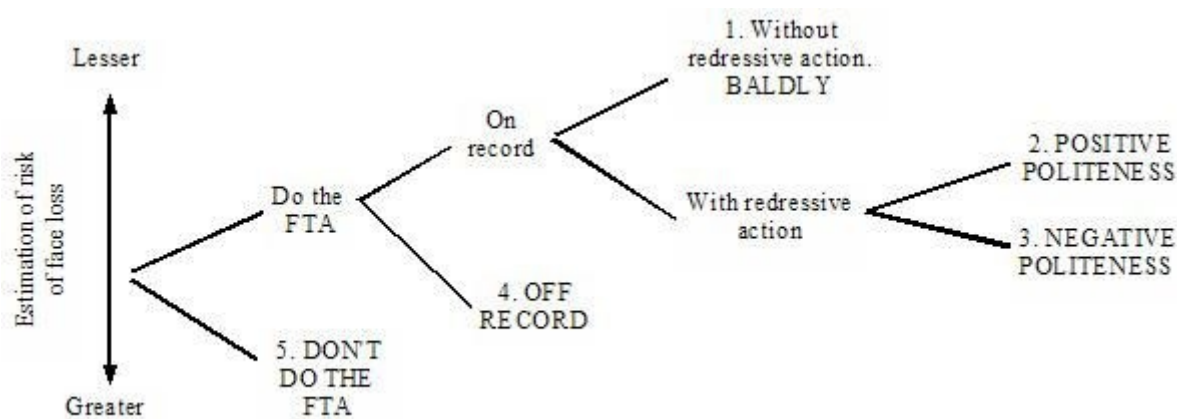 Lesser
Estimation of risk
of face loss
Greater
Do the
FTA
5. DON'T
DO THE
FTA
On
record
4. OFF
RECORD
1. Without
redressive action.
BALDLY
With redressive
action
2. POSITIVE
POLITENESS
3. NEGATIVE
POLITENESS